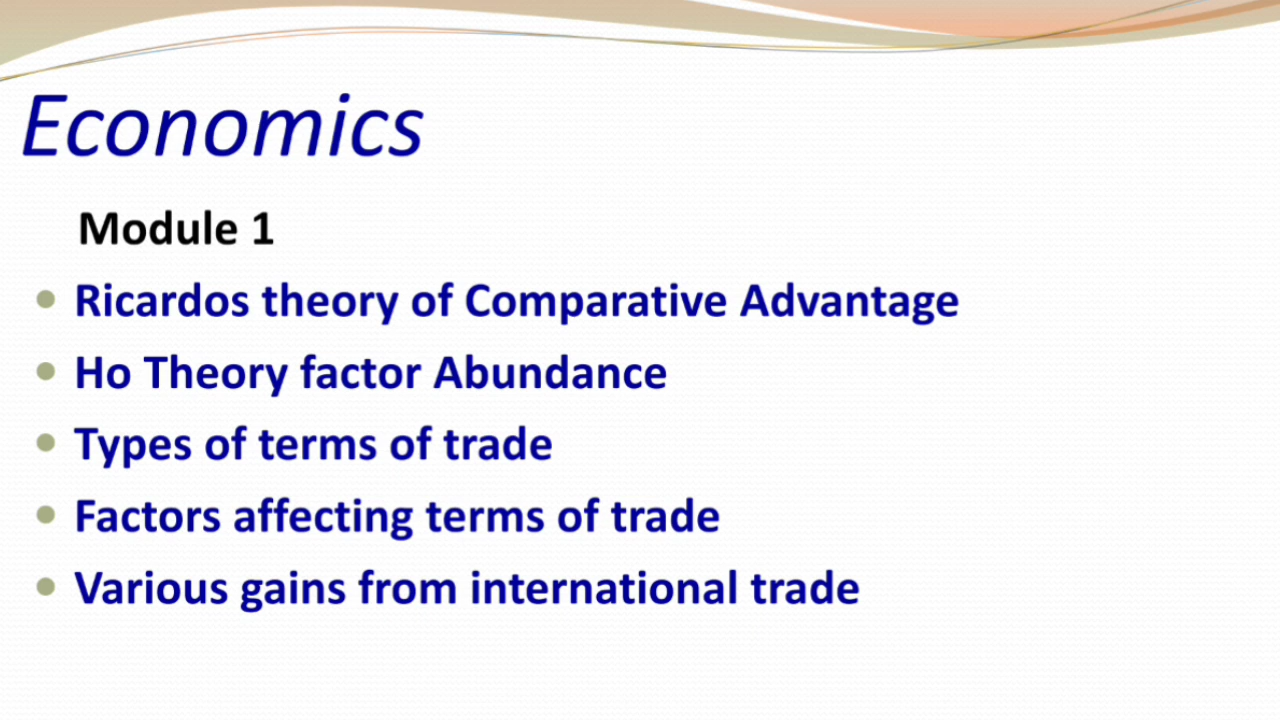 Economics
Module 1
Ricardos theory of Comparative Advantage
Ho Theory factor Abundance
Types of terms of trade
Factors affecting terms of trade
Various gains from international trade